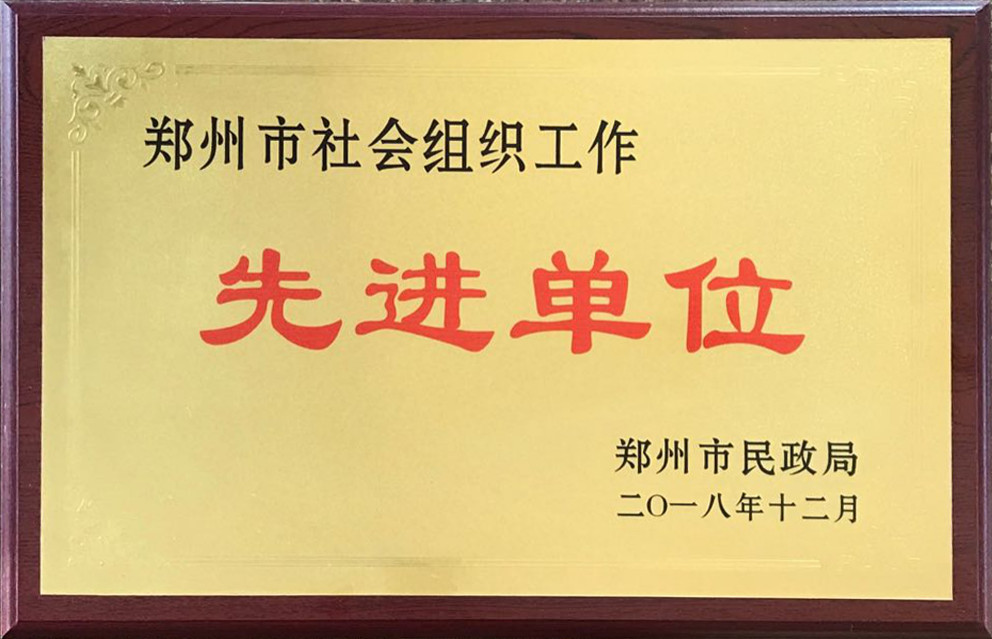 郑州市社会组织工作
先进单位
郑州市民政局
二〇一八年十二月